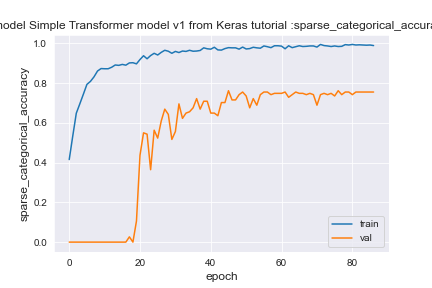 model Simple Transformer model v1 from Keras tutorial :sparse_categorical_accura
sparse_categorical_accuracy
1.0
0.8
0.6
0.4
0.2
0.0
0 20 40 60 80
epoch
train
val